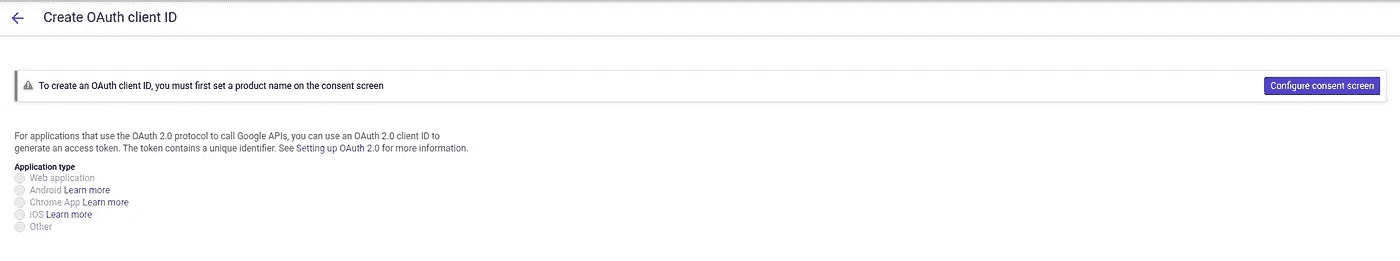 Create OAuth client ID
To create an OAuth client ID, you must first set a product name on the consent screen
Configure consent screen
For applications that use the OAuth 2.0 protocol to call Google APIs, you can use an OAuth 2.0 client ID to
generate an access token. The token contains a unique identifier. See Setting up OAuth 2.0 for more information.
Application type
Web application
Android Learn more
Chrome App Learn more
iOS Learn more
Other